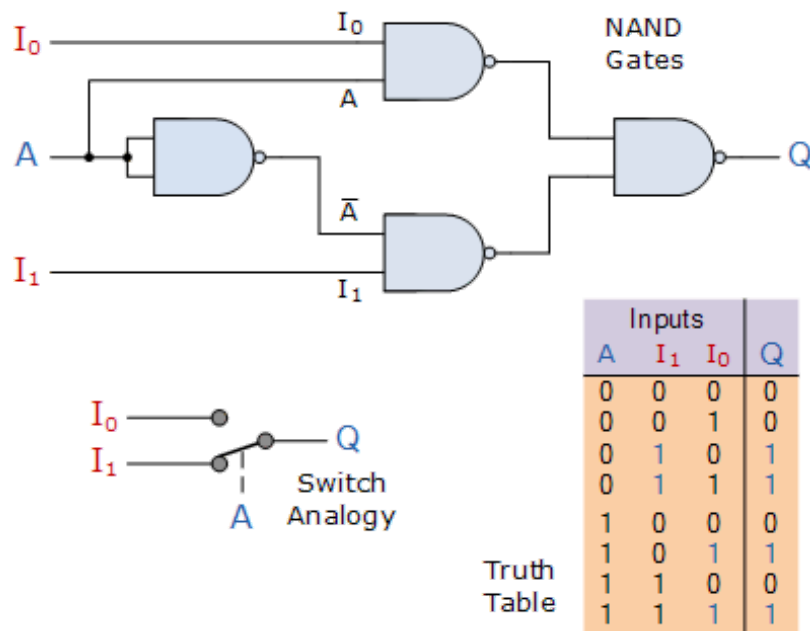 I₀
I₀
NAND
Gates
A
A
Q
A̅
I₁
I₁
Inputs
A I₁ I₀ Q
0 0 0 0
0 0 1 0
0 1 0 1
0 1 1 1
1 0 0 0
1 0 1 1
1 1 0 0
1 1 1 1
I₀
I₁
Q
A
Switch
Analogy
Truth
Table